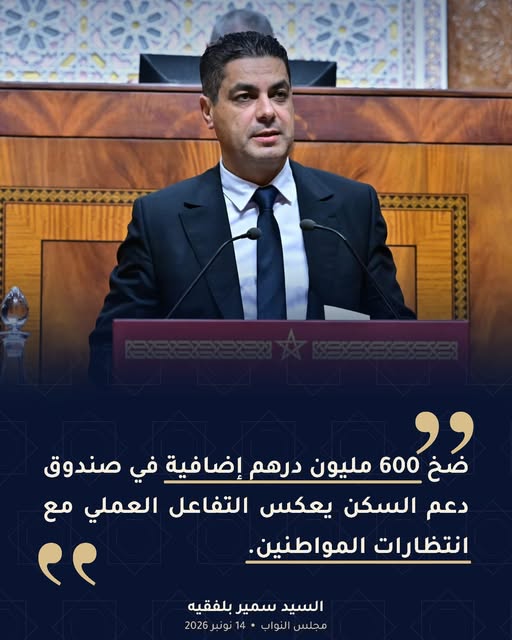 ضخ 600 مليون درهم إضافية في صندوق
دعم السكن يعكس التفاعل العملي مع
انتظارات المواطنين.
السيد سمير بلفقيه
مجلس النواب • 14 نونبر 2026